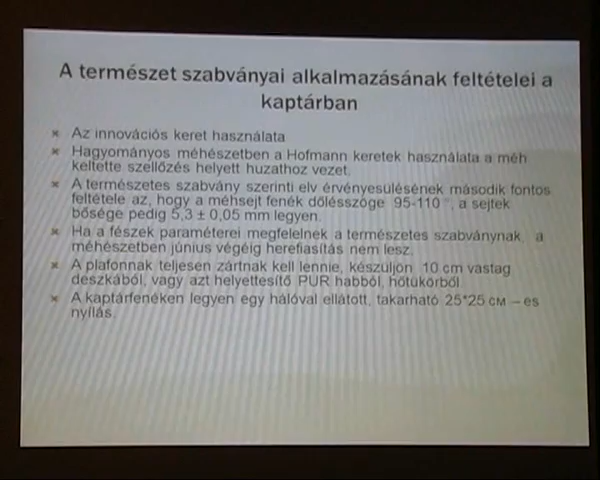 A természet szabványai alkalmazásának feltételei a
kaptárban
Az innovációs keret használata
Hagyományos méhészetben a Hofmann keretek használata a méh
keltette szellőzés helyett huzathoz vezet.
A természetes szabvány szerinti elv érvényesülésének második fontos
feltétele az, hogy a méhsejt fenék dőlésszöge 95-110 °, a sejtek
bősége pedig 5,3 ± 0,05 mm legyen.
Ha a fészek paraméterei megfelelnek a természetes szabványnak, a
méhészetben június végéig herefiasítás nem lesz.
A plafonnak teljesen zártnak kell lennie, készüljön 10 cm vastag
deszkából, vagy azt helyettesítő PUR habból, hőtükörből.
A kaptárfenéken legyen egy hálóval ellátott, takarható 25*25 см – es
nyílás.